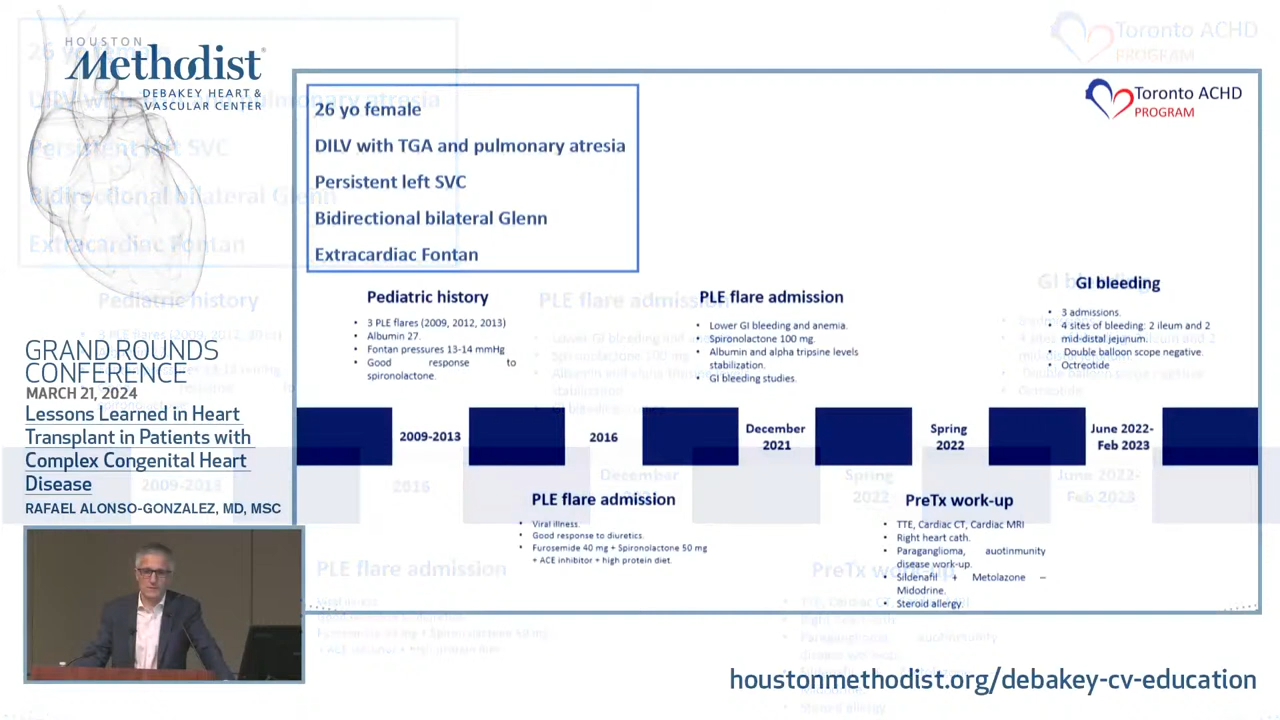 HOUSTON
Methodist
DEBAKEY HEART &
VASCULAR CENTER
GRAND ROUNDS
CONFERENCE
MARCH 21, 2024
Lessons Learned in Heart
Transplant in Patients with
Complex Congenital Heart
Disease
RAFAEL ALONSO-GONZALEZ, MD, MSC
Toronto ACHD
PROGRAM
26 yo female
DILV with TGA and pulmonary atresia
Persistent left SVC
Bidirectional bilateral Glenn
Extracardiac Fontan
Pediatric history
• 3 PLE flares (2009, 2012, 2013)
• Albumin 27.
• Fontan pressures 13-14 mmHg
• Good response to
spironolactone.
PLE flare admission
• Lower GI bleeding and anemia.
• Spironolactone 100 mg.
• Albumin and alpha tripsine levels
stabilization.
• GI bleeding studies.
GI bleeding
• 3 admissions.
• 4 sites of bleeding: 2 ileum and 2
mid-distal jejunum.
• Double balloon scope negative.
• Octreotide
2009-2013
2016
December
2021
Spring
2022
June 2022-
Feb 2023
PLE flare admission
• Viral illness.
• Good response to diuretics.
• Furosemide 40 mg + Spironolactone 50 mg
+ ACE inhibitor + high protein diet.
PreTx work-up
• TTE, Cardiac CT, Cardiac MRI
• Right heart cath.
• Paraganglioma, auotinmunity
disease work-up.
• Sildenafil + Metolazone –
Midodrine.
• Steroid allergy.
houstonmethodist.org/debakey-cv-education